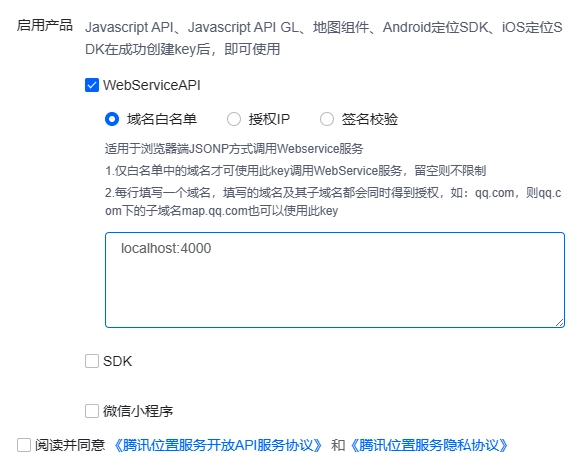 启用产品
Javascript API、Javascript API GL、地图组件、Android定位SDK、iOS定位S
DK在成功创建key后，即可使用
WebServiceAPI
域名白名单 授权IP 签名校验
适用于浏览器端JSONP方式调用Webservice服务
1.仅白名单中的域名才可使用此key调用WebService服务，留空则不限制
2.每行填写一个域名，填写的域名及其子域名都会同时得到授权，如：qq.com，则qq.c
om下的子域名map.qq.com也可以使用此key
localhost:4000
SDK
微信小程序
阅读并同意 《腾讯位置服务开放API服务协议》 和《腾讯位置服务隐私协议》